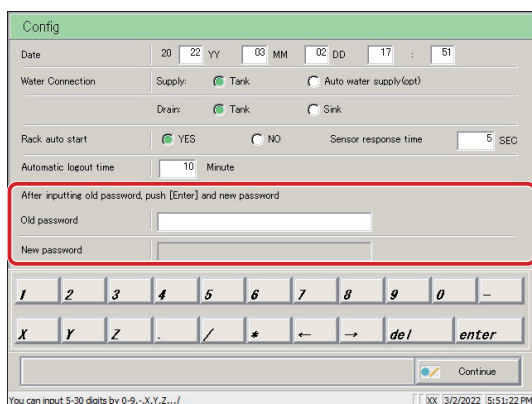 Config
Date 20 22 YY 03 MM 02 DD 17 : 51
Water Connection Supply: Tank Auto water supply(opt)
Drain: Tank Sink
Rack auto start YES NO Sensor response time 5 SEC
Automatic logout time 10 Minute
After inputting old password, push [Enter] and new password
Old password
New password
1 2 3 4 5 6 7 8 9 0 -
X Y Z . / * ← → del enter
Continue
You can input 5-30 digits by 0-9,-,X,Y,Z,.,/ XX 3/2/2022 5:51:22 PM